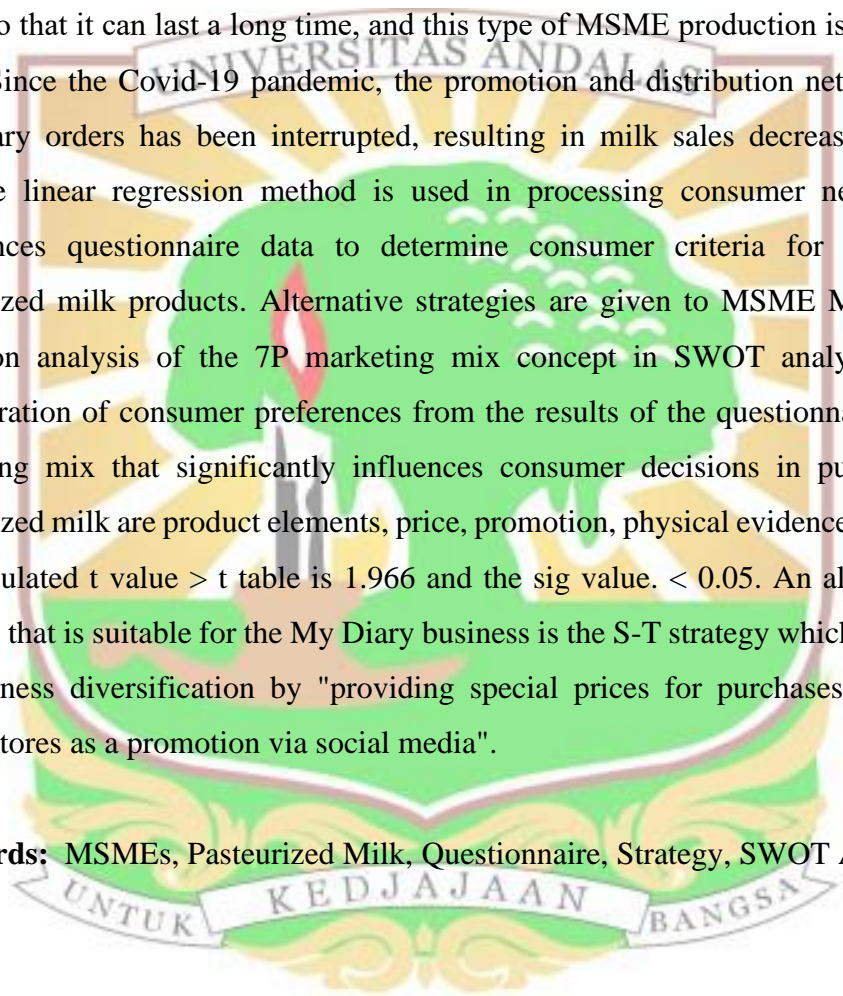 o that it can last a long time, and this type of MSME production is
UNIVERSITAS ANDALAS
Since the Covid-19 pandemic, the promotion and distribution net
ary orders has been interrupted, resulting in milk sales decreas
e linear regression method is used in processing consumer ne
nces questionnaire data to determine consumer criteria for
zed milk products. Alternative strategies are given to MSME M
on analysis of the 7P marketing mix concept in SWOT analy
ration of consumer preferences from the results of the questionna
ng mix that significantly influences consumer decisions in pu
zed milk are product elements, price, promotion, physical evidence
ulated t value > t table is 1.966 and the sig value. < 0.05. An al
that is suitable for the My Diary business is the S-T strategy which
ness diversification by "providing special prices for purchases
tores as a promotion via social media".
rds: MSMEs, Pasteurized Milk, Questionnaire, Strategy, SWOT A
UNTUK KEDJAJAAN BANGSA